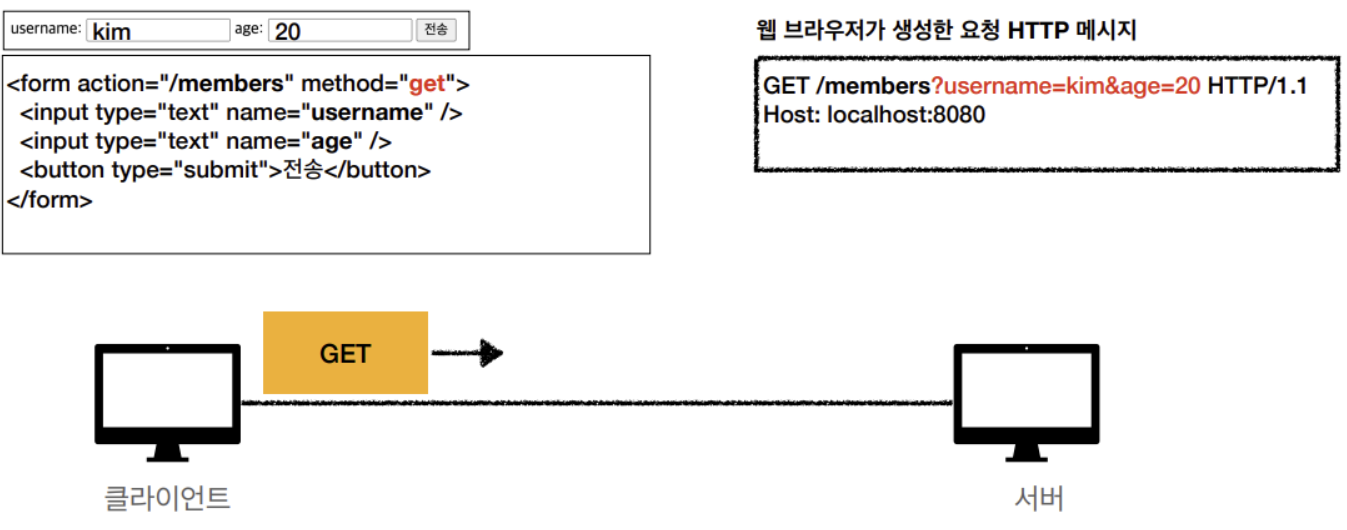 username: kim age: 20 전송
<form action="/members" method="get">
<input type="text" name="username" />
<input type="text" name="age" />
<button type="submit">전송</button>
</form>
웹 브라우저가 생성한 요청 HTTP 메시지
GET /members?username=kim&age=20 HTTP/1.1
Host: localhost:8080
GET
클라이언트
서버